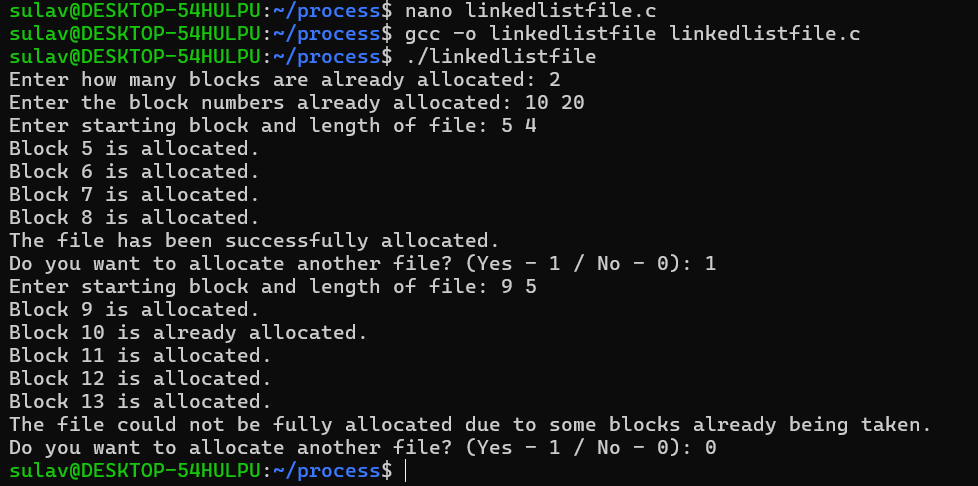 sulav@DESKTOP-54HULPU:~/process$ nano linkedlistfile.c
sulav@DESKTOP-54HULPU:~/process$ gcc -o linkedlistfile linkedlistfile.c
sulav@DESKTOP-54HULPU:~/process$ ./linkedlistfile
Enter how many blocks are already allocated: 2
Enter the block numbers already allocated: 10 20
Enter starting block and length of file: 5 4
Block 5 is allocated.
Block 6 is allocated.
Block 7 is allocated.
Block 8 is allocated.
The file has been successfully allocated.
Do you want to allocate another file? (Yes - 1 / No - 0): 1
Enter starting block and length of file: 9 5
Block 9 is allocated.
Block 10 is already allocated.
Block 11 is allocated.
Block 12 is allocated.
Block 13 is allocated.
The file could not be fully allocated due to some blocks already being taken.
Do you want to allocate another file? (Yes - 1 / No - 0): 0
sulav@DESKTOP-54HULPU:~/process$